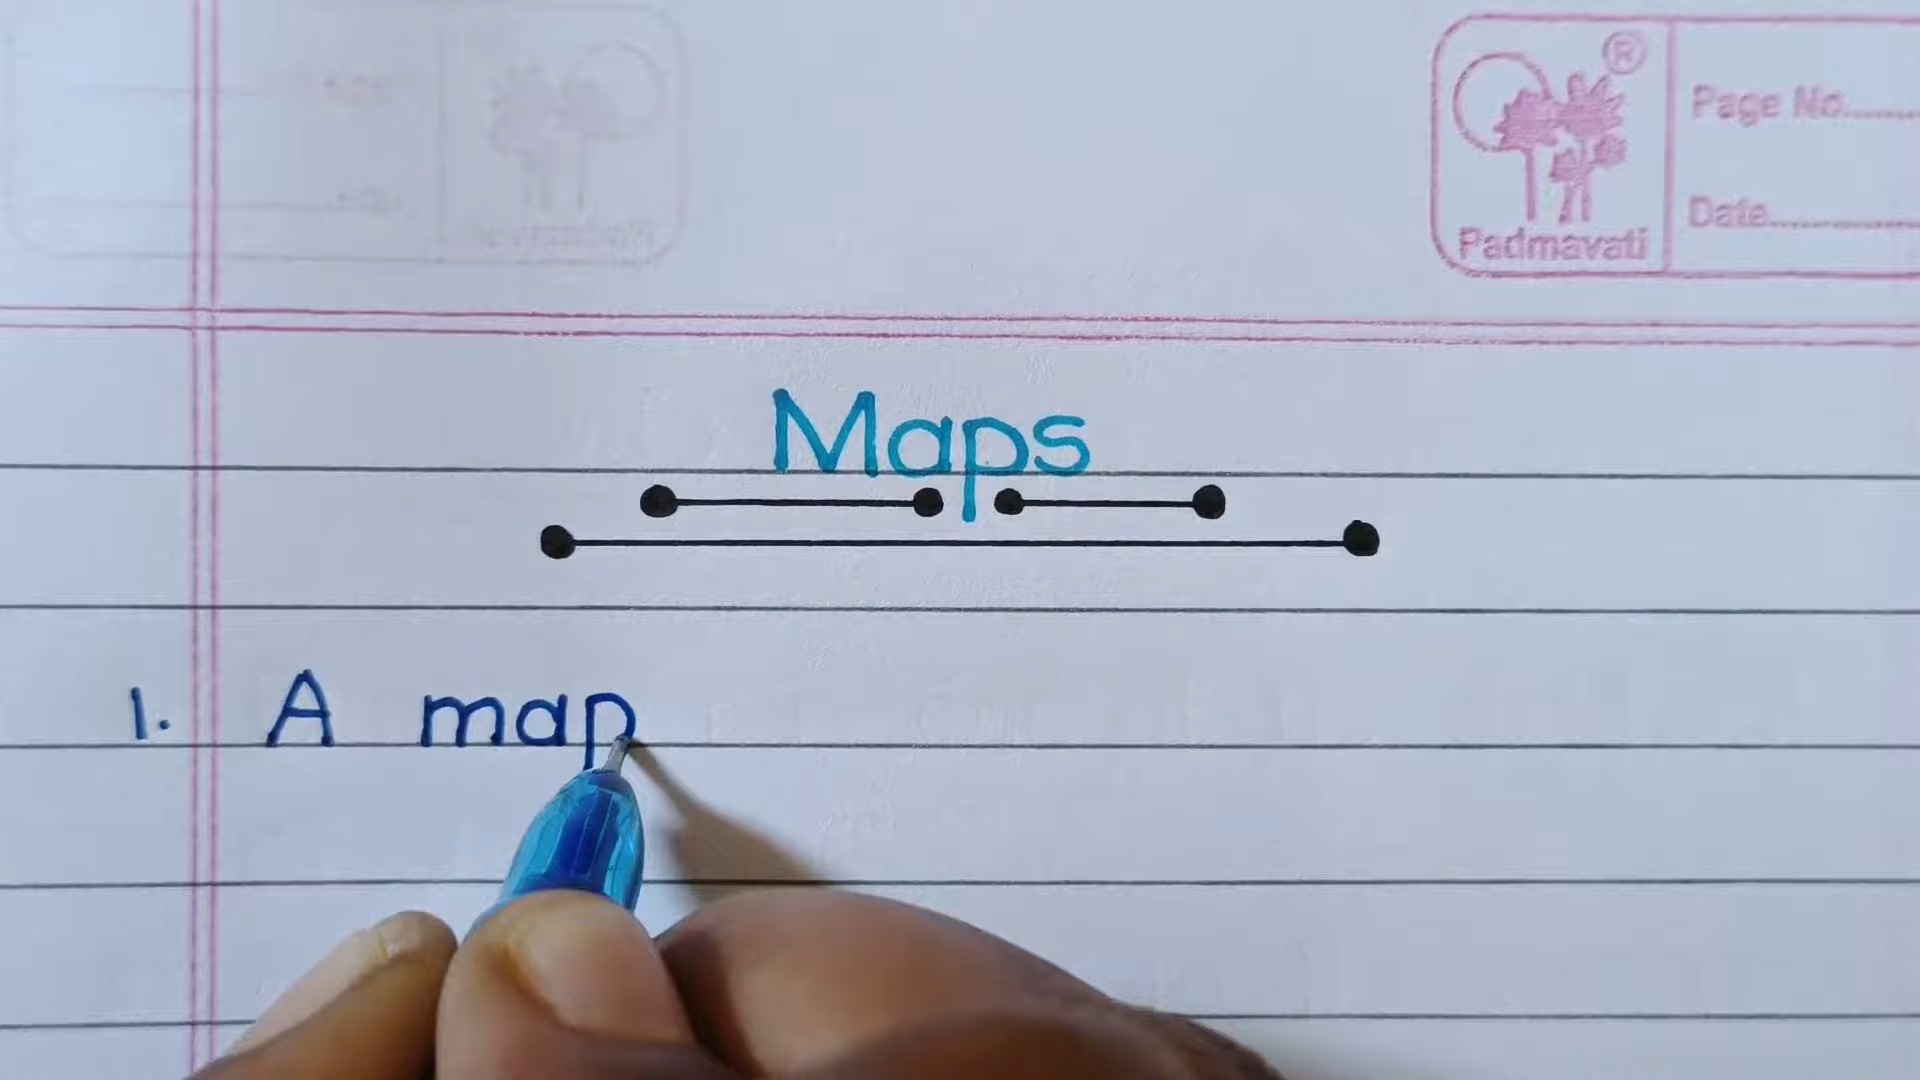 ®
Page No..........
Date..............
Padmavati
Maps
1. A map